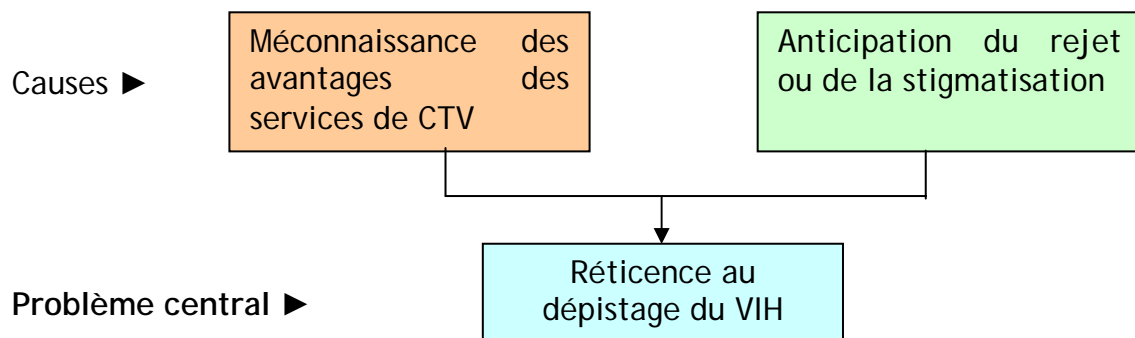 Causes ►
Méconnaissance des
avantages des
services de CTV
Anticipation du rejet
ou de la stigmatisation
Problème central ►
Réticence au
dépistage du VIH